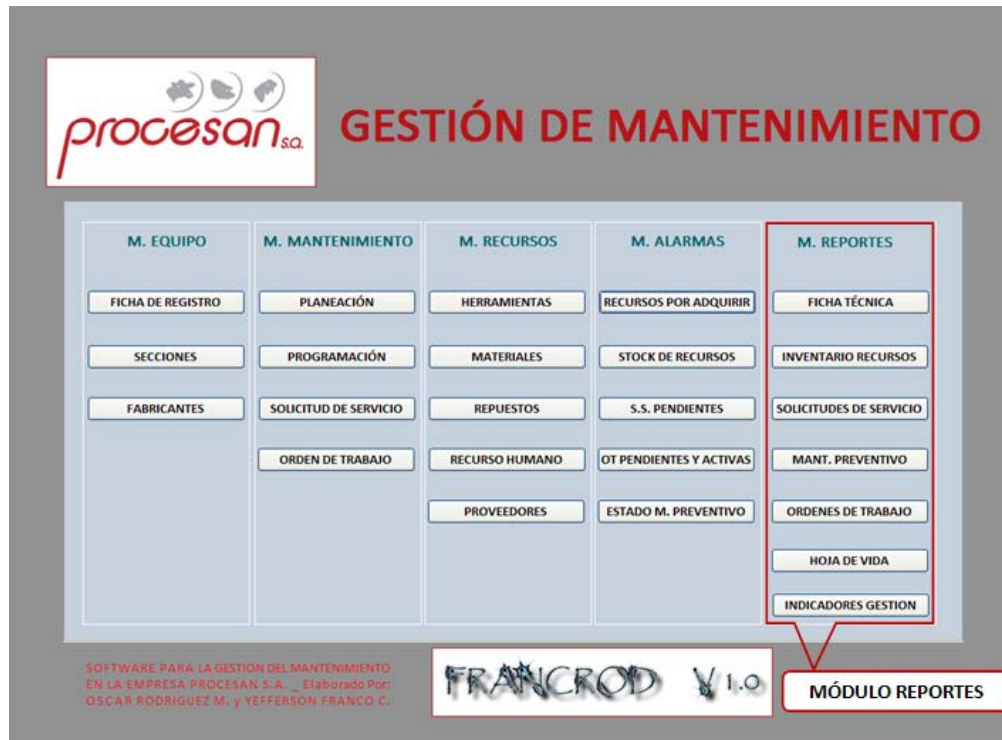 procesan s.a.
GESTIÓN DE MANTENIMIENTO
M. EQUIPO
FICHA DE REGISTRO
SECCIONES
FABRICANTES
M. MANTENIMIENTO
PLANEACIÓN
PROGRAMACIÓN
SOLICITUD DE SERVICIO
ORDEN DE TRABAJO
M. RECURSOS
HERRAMIENTAS
MATERIALES
REPUESTOS
RECURSO HUMANO
PROVEEDORES
M. ALARMAS
RECURSOS POR ADQUIRIR
STOCK DE RECURSOS
S.S. PENDIENTES
OT PENDIENTES Y ACTIVAS
ESTADO M. PREVENTIVO
M. REPORTES
FICHA TÉCNICA
INVENTARIO RECURSOS
SOLICITUDES DE SERVICIO
MANT. PREVENTIVO
ORDENES DE TRABAJO
HOJA DE VIDA
INDICADORES GESTION
SOFTWARE PARA LA GESTION DEL MANTENIMIENTO
EN LA EMPRESA PROCESAN S.A. _ Elaborado Por:
OSCAR RODRIGUEZ M. y YEFFERSON FRANCO C.
FRANCROD V 1.0
MÓDULO REPORTES